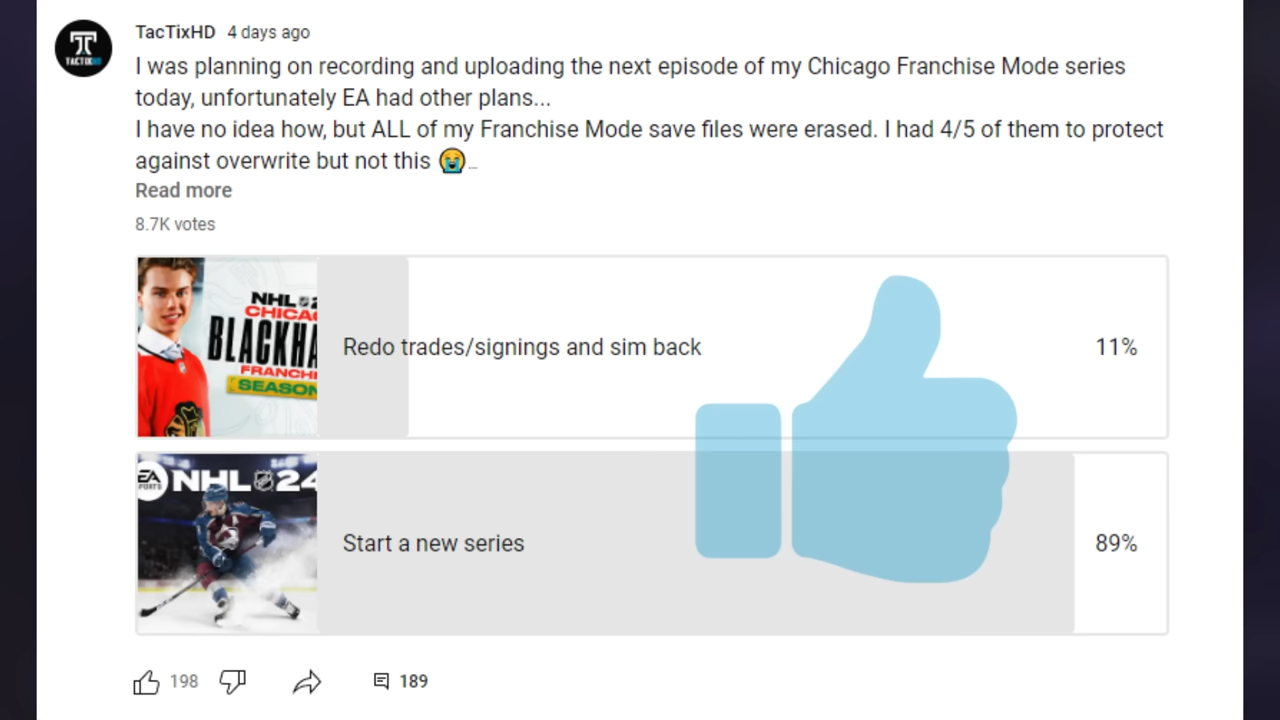 TacTixHD 4 days ago
I was planning on recording and uploading the next episode of my Chicago Franchise Mode series
today, unfortunately EA had other plans...
I have no idea how, but ALL of my Franchise Mode save files were erased. I had 4/5 of them to protect
against overwrite but not this 😭...
Read more
8.7K votes
NHL 2
CHICA
BLACKHA
FRANCHI
SEASON
Redo trades/signings and sim back
11%
EA SPORTS
NHL 24
Start a new series
89%
198
189
TACTIXHD